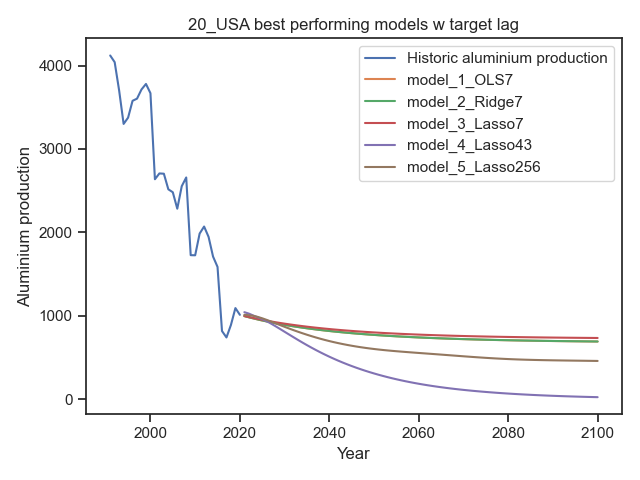 20_USA best performing models w target lag
Historic aluminium production
model_1_OLS7
model_2_Ridge7
model_3_Lasso7
model_4_Lasso43
model_5_Lasso256
Aluminium production
4000
3000
2000
1000
0
2000
2020
2040
2060
2080
2100
Year